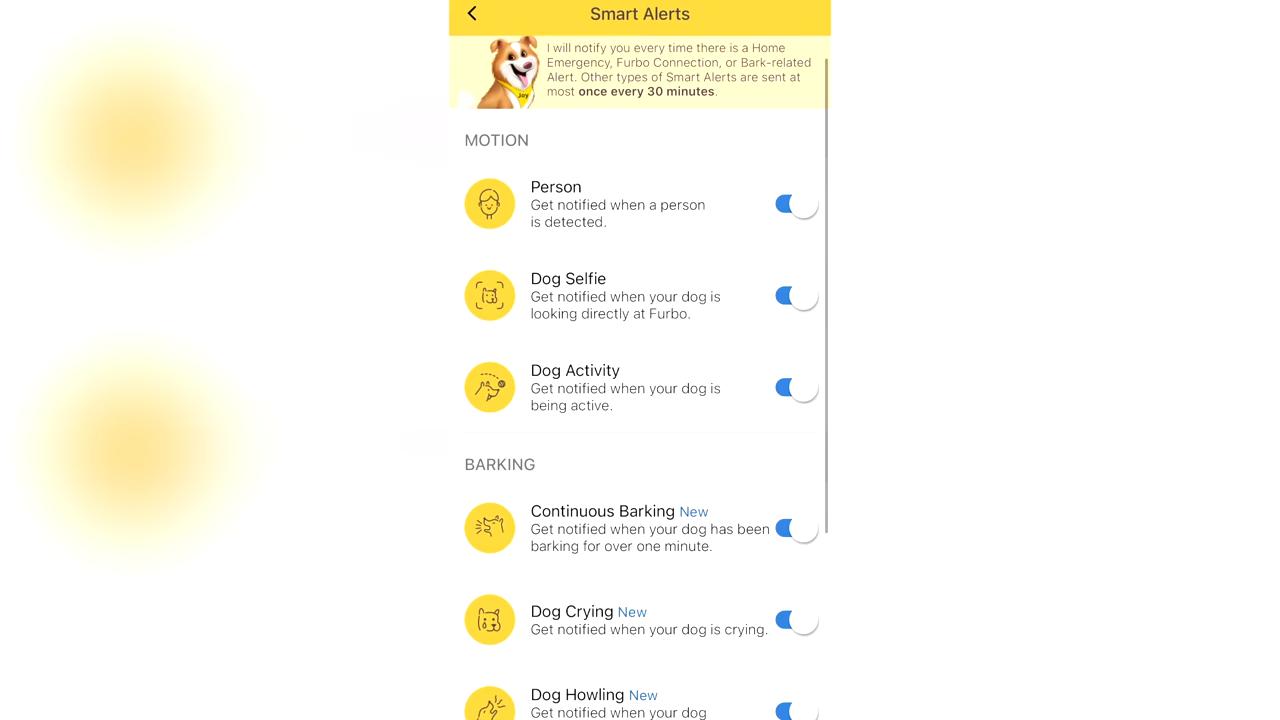 Smart Alerts
I will notify you every time there is a Home
Emergency, Furbo Connection, or Bark-related
Alert. Other types of Smart Alerts are sent at
most once every 30 minutes.
Joy
MOTION
Person
Get notified when a person
is detected.
Dog Selfie
Get notified when your dog is
looking directly at Furbo.
Dog Activity
Get notified when your dog is
being active.
BARKING
Continuous Barking New
Get notified when your dog has been
barking for over one minute.
Dog Crying New
Get notified when your dog is crying.
Dog Howling New
Get notified when your dog